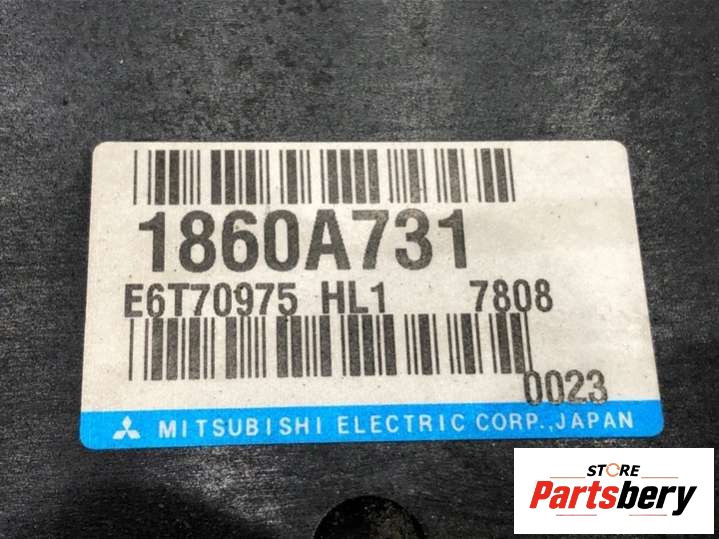 1860A731
E6T70975 HL1 7808
0023
MITSUBISHI ELECTRIC CORP.,JAPAN
STORE
Partsbery